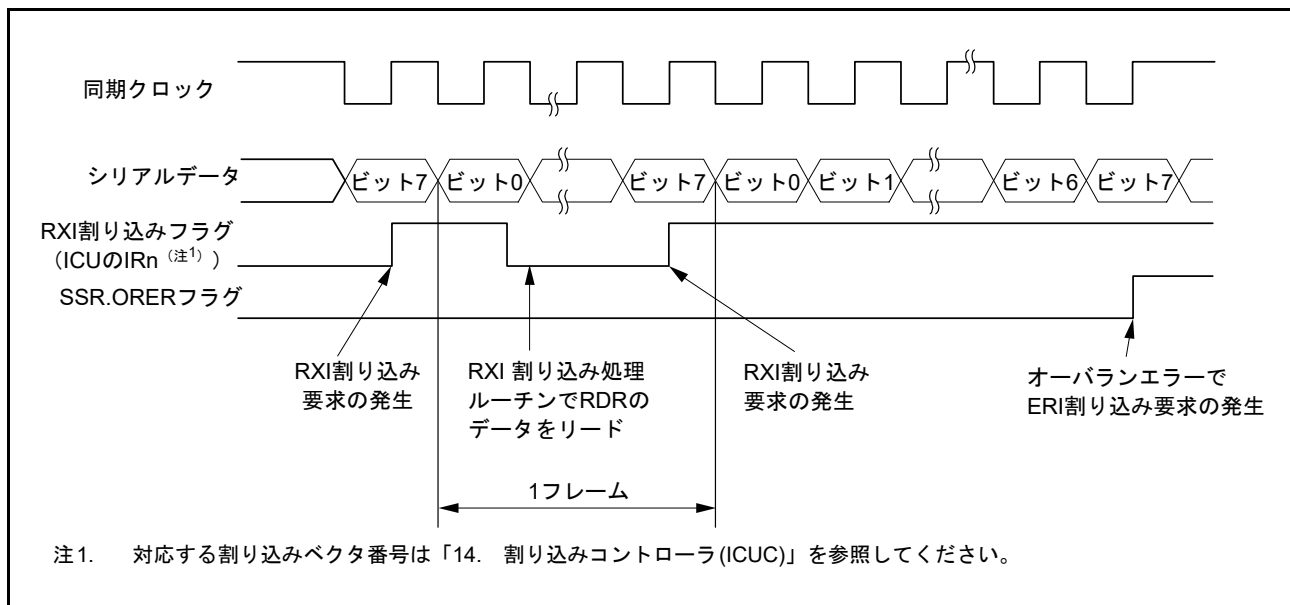 同期クロック
シリアルデータ
ビット7
ビット0
ビット7
ビット0
ビット1
ビット6
ビット7
RXI割り込みフラグ
（ICUのIRn（注1））
SSR.ORERフラグ
RXI割り込み
要求の発生
RXI 割り込み処理
ルーチンでRDRの
データをリード
RXI割り込み
要求の発生
オーバランエラーで
ERI割り込み要求の発生
1フレーム
注1. 対応する割り込みベクタ番号は「14. 割り込みコントローラ(ICUC)」を参照してください。